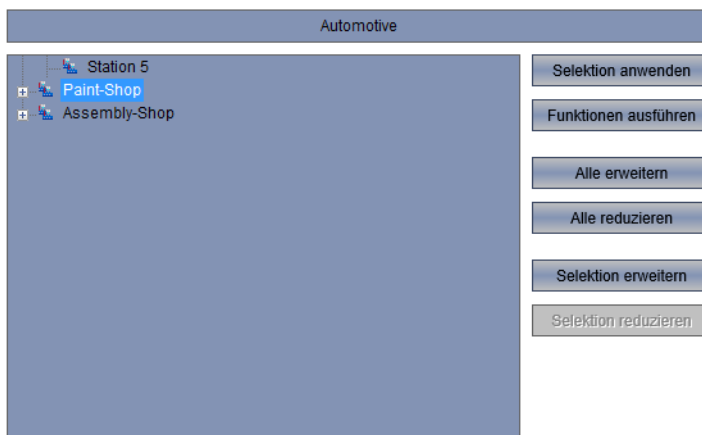 Automotive
Station 5
Paint-Shop
Assembly-Shop
Selektion anwenden
Funktionen ausführen
Alle erweitern
Alle reduzieren
Selektion erweitern
Selektion reduzieren